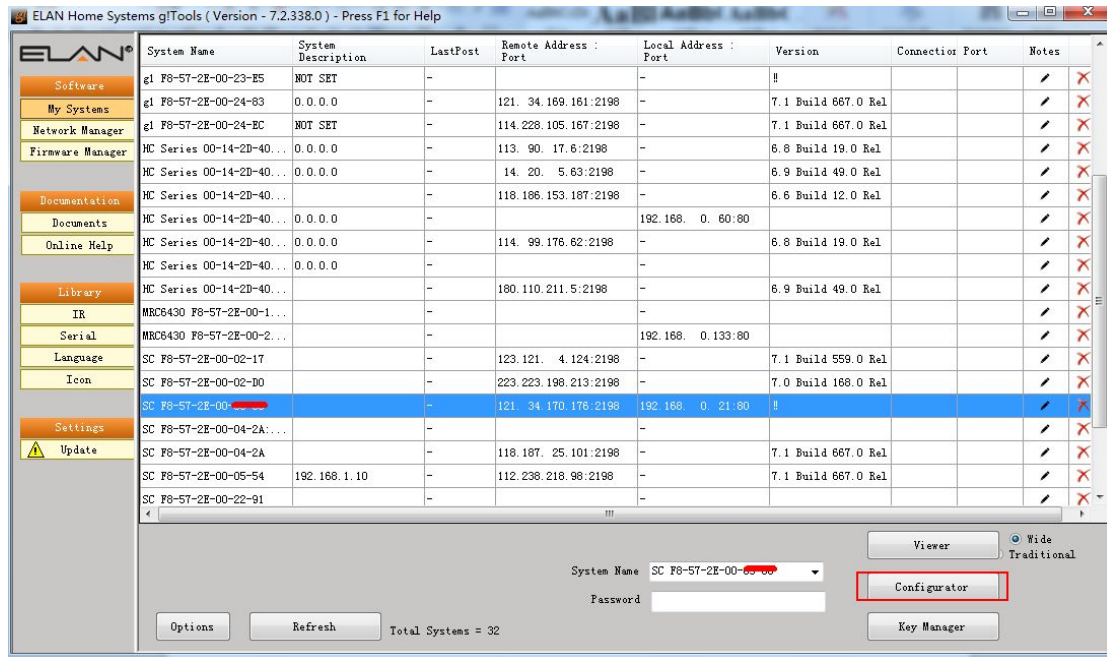 ELAN Home Systems g!Tools ( Version - 7.2.338.0 ) - Press F1 for Help
ELAN®
Software
My Systems
Network Manager
Firmware Manager
Documentation
Documents
Online Help
Library
IR
Serial
Language
Icon
Settings
Update
System Name System Description LastPost Remote Address : Port Local Address : Port Version Connection Port Notes
g1 F8-57-2E-00-23-E5 NOT SET - - !!
g1 F8-57-2E-00-24-83 0.0.0.0 - 121. 34.169.161:2198 - 7.1 Build 667.0 Rel
g1 F8-57-2E-00-24-EC NOT SET - 114.228.105.167:2198 - 7.1 Build 667.0 Rel
HC Series 00-14-2D-40... 0.0.0.0 - 113. 90. 17.6:2198 - 6.8 Build 19.0 Rel
HC Series 00-14-2D-40... 0.0.0.0 - 14. 20. 5.63:2198 - 6.9 Build 49.0 Rel
HC Series 00-14-2D-40... - 118.186.153.187:2198 - 6.6 Build 12.0 Rel
HC Series 00-14-2D-40... 0.0.0.0 - 192.168. 0. 60:80
HC Series 00-14-2D-40... 0.0.0.0 - 114. 99.176.62:2198 - 6.8 Build 19.0 Rel
HC Series 00-14-2D-40... 0.0.0.0 - -
HC Series 00-14-2D-40... - 180.110.211.5:2198 - 6.9 Build 49.0 Rel
MRC6430 F8-57-2E-00-1... - -
MRC6430 F8-57-2E-00-2... - 192.168. 0.133:80
SC F8-57-2E-00-02-17 - 123.121. 4.124:2198 - 7.1 Build 559.0 Rel
SC F8-57-2E-00-02-D0 - 223.223.198.213:2198 - 7.0 Build 168.0 Rel
SC F8-57-2E-00- - 121. 34.170.176:2198 192.168. 0. 21:80 !!
SC F8-57-2E-00-04-2A:... - -
SC F8-57-2E-00-04-2A - 118.187. 25.101:2198 - 7.1 Build 667.0 Rel
SC F8-57-2E-00-05-54 192.168.1.10 - 112.238.218.98:2198 - 7.1 Build 667.0 Rel
SC F8-57-2E-00-22-91 - -
Viewer
Wide
Traditional
System Name SC F8-57-2E-00-
Configurator
Password
Options
Refresh
Total Systems = 32
Key Manager